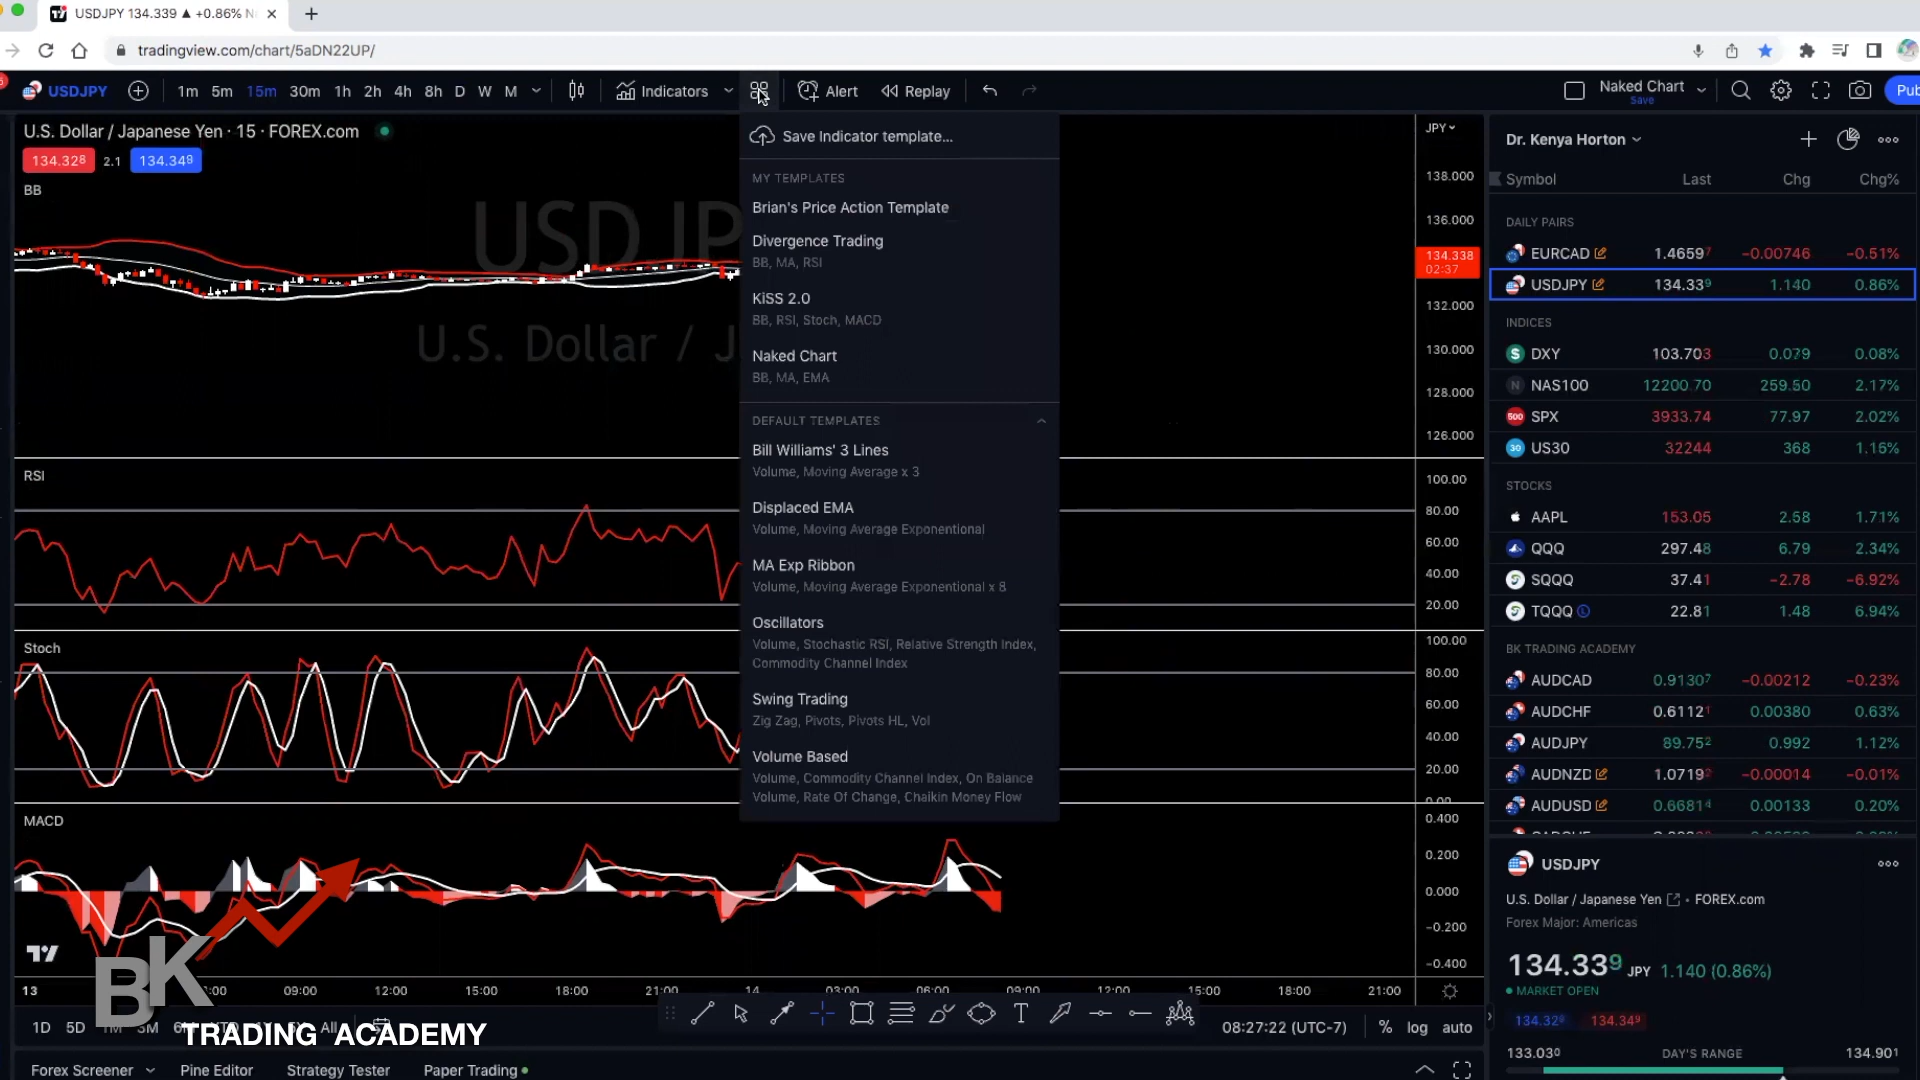 USDJPY 134.339 ▲ +0.86% N
tradingview.com/chart/5aDN22UP/
USDJPY 1m 5m 15m 30m 1h 2h 4h 8h D W M Indicators Alert Replay Naked Chart Pub
Save
U.S. Dollar / Japanese Yen · 15 · FOREX.com
134.328 2.1 134.349
BB
USDJP
U.S. Dollar / J
RSI
Stoch
MACD
Save Indicator template...
MY TEMPLATES
Brian's Price Action Template
Divergence Trading
BB, MA, RSI
KiSS 2.0
BB, RSI, Stoch, MACD
Naked Chart
BB, MA, EMA
DEFAULT TEMPLATES
Bill Williams' 3 Lines
Volume, Moving Average x 3
Displaced EMA
Volume, Moving Average Exponential
MA Exp Ribbon
Volume, Moving Average Exponential x 8
Oscillators
Volume, Stochastic RSI, Relative Strength Index,
Commodity Channel Index
Swing Trading
Zig Zag, Pivots, Pivots HL, Vol
Volume Based
Volume, Commodity Channel Index, On Balance
Volume, Rate Of Change, Chaikin Money Flow
JPY
138.000
136.000
134.338
02:37
132.000
130.000
128.000
126.000
100.00
80.00
60.00
40.00
20.00
100.00
80.00
60.00
40.00
20.00
0.00
0.400
0.200
0.000
−0.200
−0.400
13 09:00 12:00 15:00 18:00 21:00 14 03:00 06:00 09:00 12:00 15:00 18:00 21:00
1D 5D 1M 3M All
08:27:22 (UTC-7) % log auto
BK
TRADING ACADEMY
Forex Screener Pine Editor Strategy Tester Paper Trading
Dr. Kenya Horton
Symbol Last Chg Chg%
DAILY PAIRS
EURCAD 1.46597 −0.00746 −0.51%
USDJPY 134.339 1.140 0.86%
INDICES
DXY 103.703 0.079 0.08%
NAS100 12200.70 259.50 2.17%
SPX 3933.74 77.97 2.02%
US30 32244 368 1.15%
STOCKS
AAPL 153.05 2.58 1.71%
QQQ 297.48 6.79 2.34%
SQQQ 37.41 −2.78 −6.92%
TQQQ 22.81 1.48 6.94%
BK TRADING ACADEMY
AUDCAD 0.91307 −0.00212 −0.23%
AUDCHF 0.61121 0.00380 0.63%
AUDJPY 89.752 0.992 1.12%
AUDNZD 1.0719 −0.00014 −0.01%
AUDUSD 0.66814 0.00133 0.20%
USDJPY
U.S. Dollar / Japanese Yen • FOREX.com
Forex Major: Americas
134.339 JPY 1.140 (0.86%)
MARKET OPEN
134.329 134.349
133.030 DAY'S RANGE 134.901